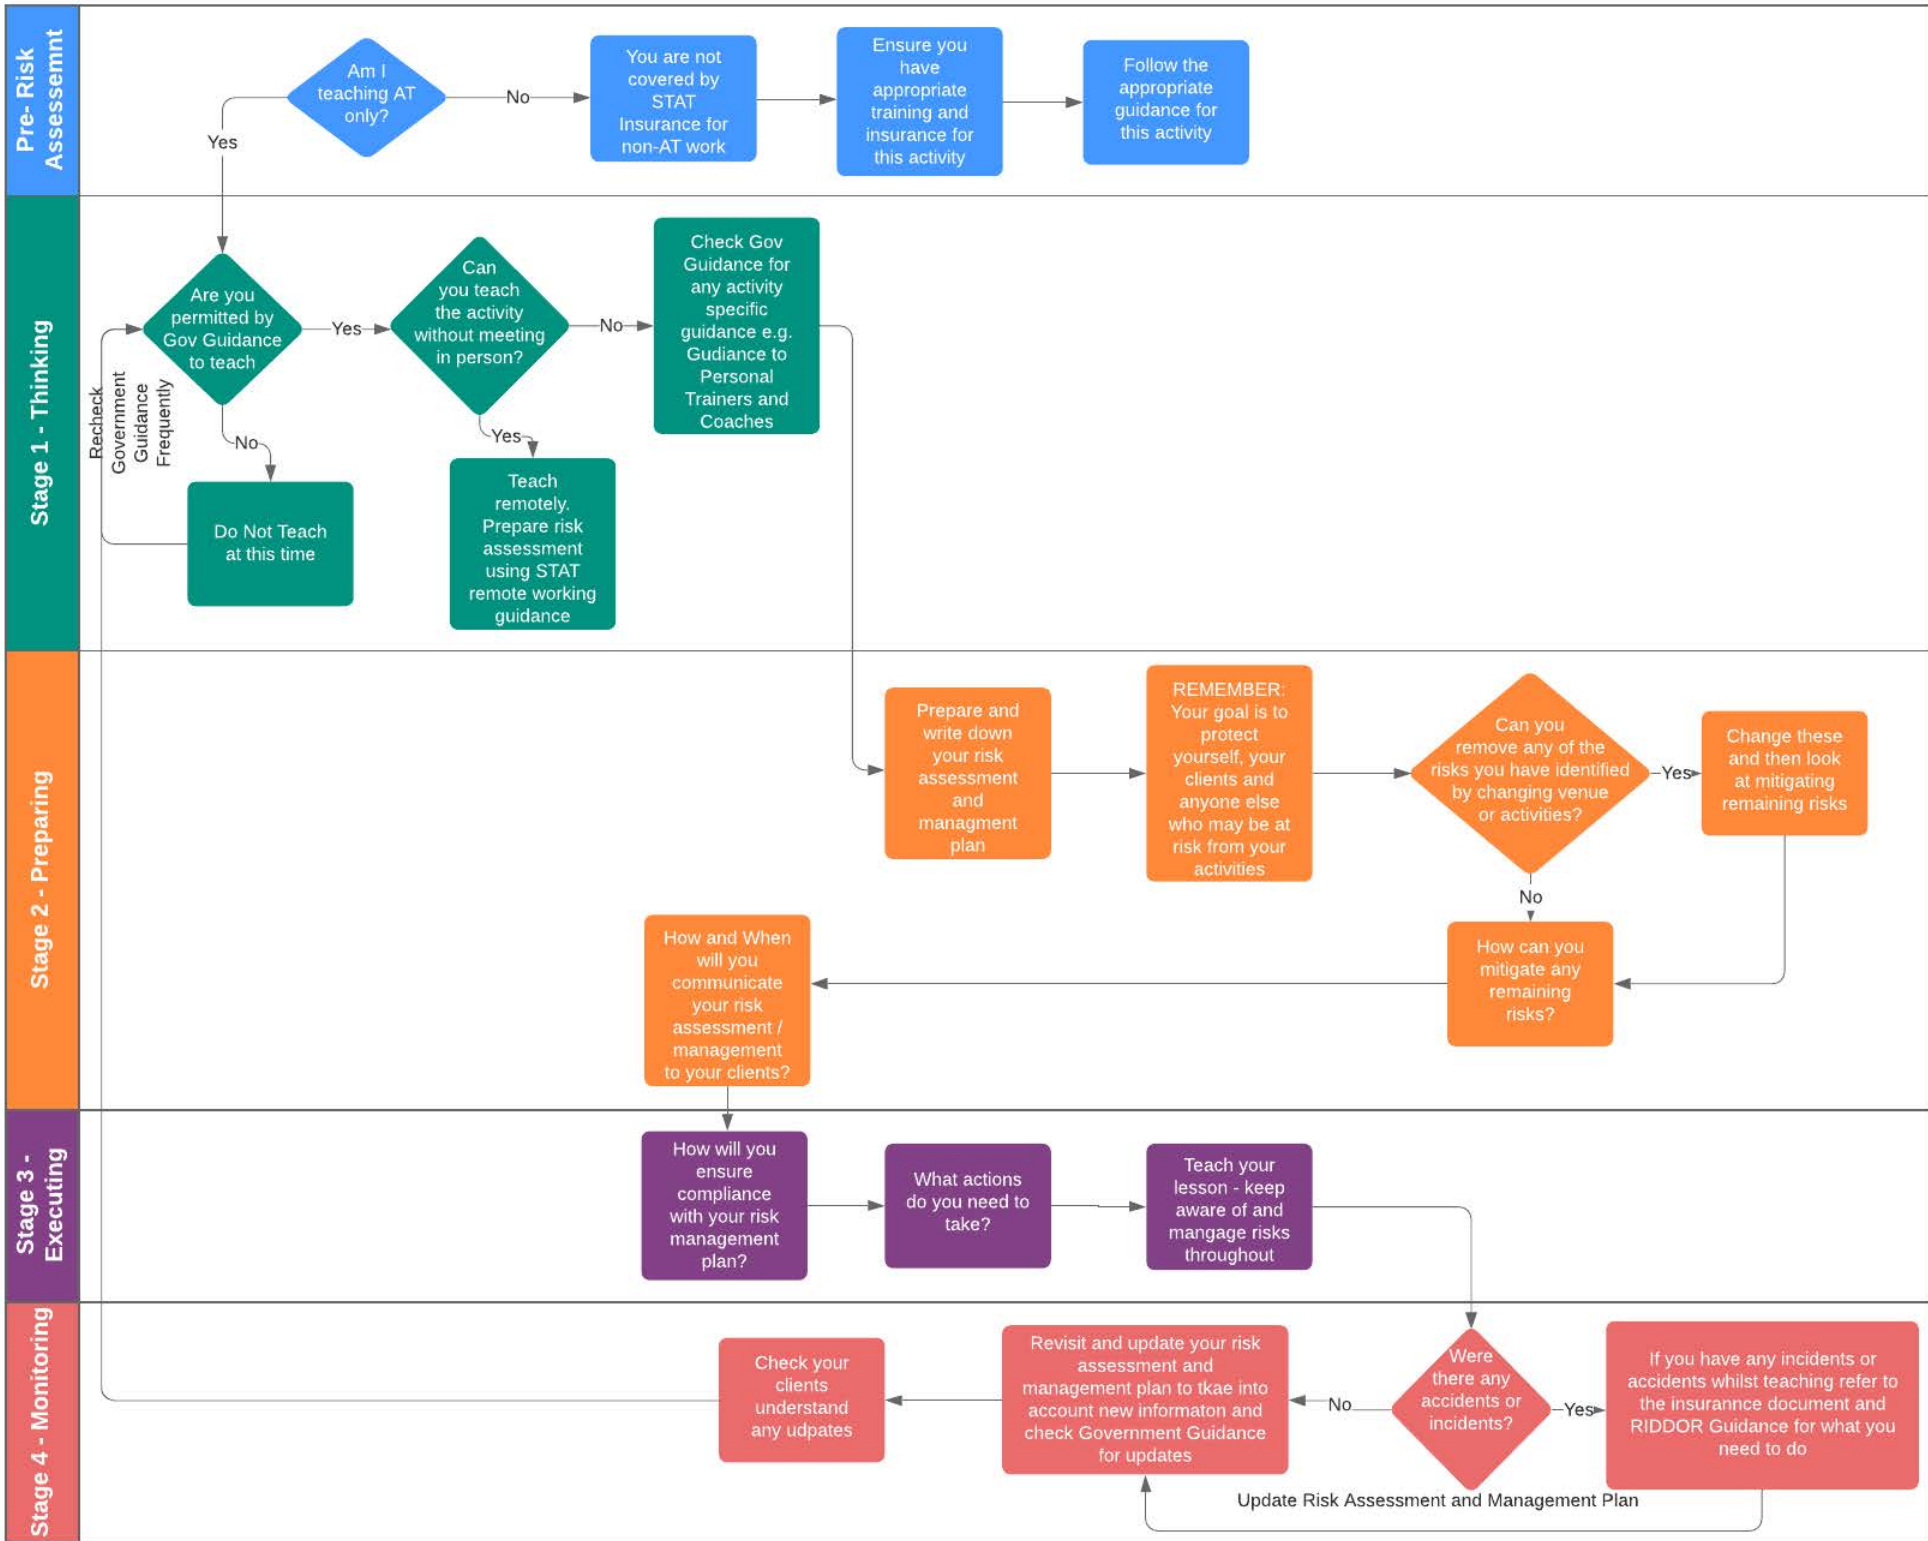 Pre- Risk
Assessemnt
Am I
teaching AT
only?
No
Yes
You are not
covered by
STAT
Insurance for
non-AT work
Ensure you
have
appropriate
training and
insurance for
this activity
Follow the
appropriate
guidance for
this activity
Stage 1 - Thinking
Are you
permitted by
Gov Guidance
to teach
Yes
No
Recheck
Government
Guidance
Frequently
Do Not Teach
at this time
Can
you teach
the activity
without meeting
in person?
No
Yes
Teach
remotely.
Prepare risk
assessment
using STAT
remote working
guidance
Check Gov
Guidance for
any activity
specific
guidance e.g.
Gudiance to
Personal
Trainers and
Coaches
Stage 2 - Preparing
Prepare and
write down
your risk
assessment
and
managment
plan
REMEMBER:
Your goal is to
protect
yourself, your
clients and
anyone else
who may be at
risk from your
activities
Can you
remove any of the
risks you have identified
by changing venue
or activities?
Yes
No
Change these
and then look
at mitigating
remaining risks
How can you
mitigate any
remaining
risks?
How and When
will you
communicate
your risk
assessment /
management
to your clients?
Stage 3 -
Executing
How will you
ensure
compliance
with your risk
management
plan?
What actions
do you need to
take?
Teach your
lesson - keep
aware of and
mangage risks
throughout
Stage 4 - Monitoring
Were
there any
accidents or
incidents?
No
Yes
If you have any incidents or
accidents whilst teaching refer to
the insurannce document and
RIDDOR Guidance for what you
need to do
Update Risk Assessment and Management Plan
Revisit and update your risk
assessment and
management plan to tkae into
account new informaton and
check Government Guidance
for updates
Check your
clients
understand
any udpates